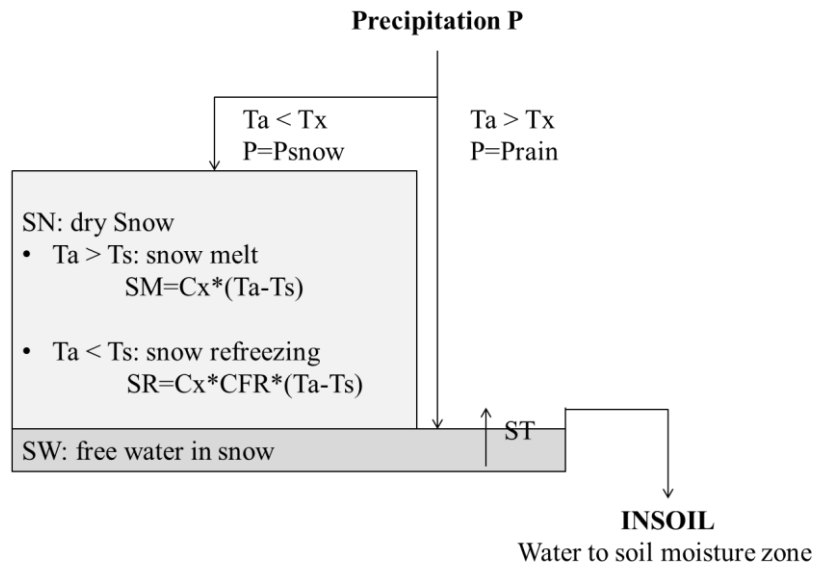 Precipitation P
Ta < Tx
P=Psnow
Ta > Tx
P=Prain
SN: dry Snow
• Ta > Ts: snow melt
SM=Cx*(Ta-Ts)
• Ta < Ts: snow refreezing
SR=Cx*CFR*(Ta-Ts)
ST
SW: free water in snow
INSOIL
Water to soil moisture zone